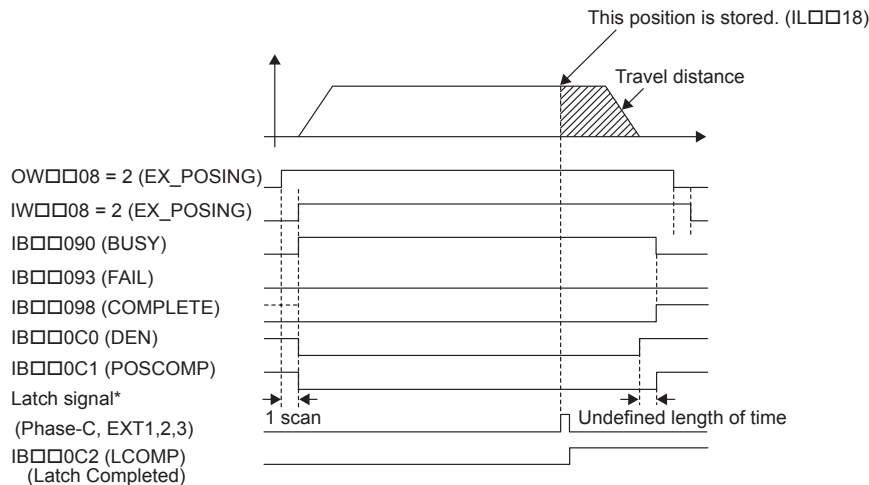 This position is stored. (IL□□18)
Travel distance
OW□□08 = 2 (EX_POSING)
IW□□08 = 2 (EX_POSING)
IB□□090 (BUSY)
IB□□093 (FAIL)
IB□□098 (COMPLETE)
IB□□0C0 (DEN)
IB□□0C1 (POSCOMP)
Latch signal*
1 scan
Undefined length of time
(Phase-C, EXT1,2,3)
IB□□0C2 (LCOMP)
(Latch Completed)